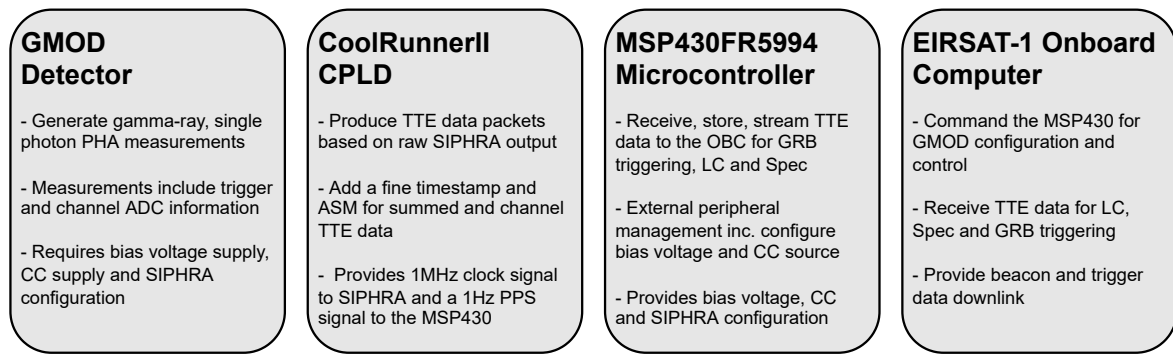 GMOD
Detector
- Generate gamma-ray, single
photon PHA measurements
- Measurements include trigger
and channel ADC information
- Requires bias voltage supply,
CC supply and SIPHRA
configuration
CoolRunnerII
CPLD
- Produce TTE data packets
based on raw SIPHRA output
- Add a fine timestamp and
ASM for summed and channel
TTE data
- Provides 1MHz clock signal
to SIPHRA and a 1Hz PPS
signal to the MSP430
MSP430FR5994
Microcontroller
- Receive, store, stream TTE
data to the OBC for GRB
triggering, LC and Spec
- External peripheral
management inc. configure
bias voltage and CC source
- Provides bias voltage, CC
and SIPHRA configuration
EIRSAT-1 Onboard
Computer
- Command the MSP430 for
GMOD configuration and
control
- Receive TTE data for LC,
Spec and GRB triggering
- Provide beacon and trigger
data downlink